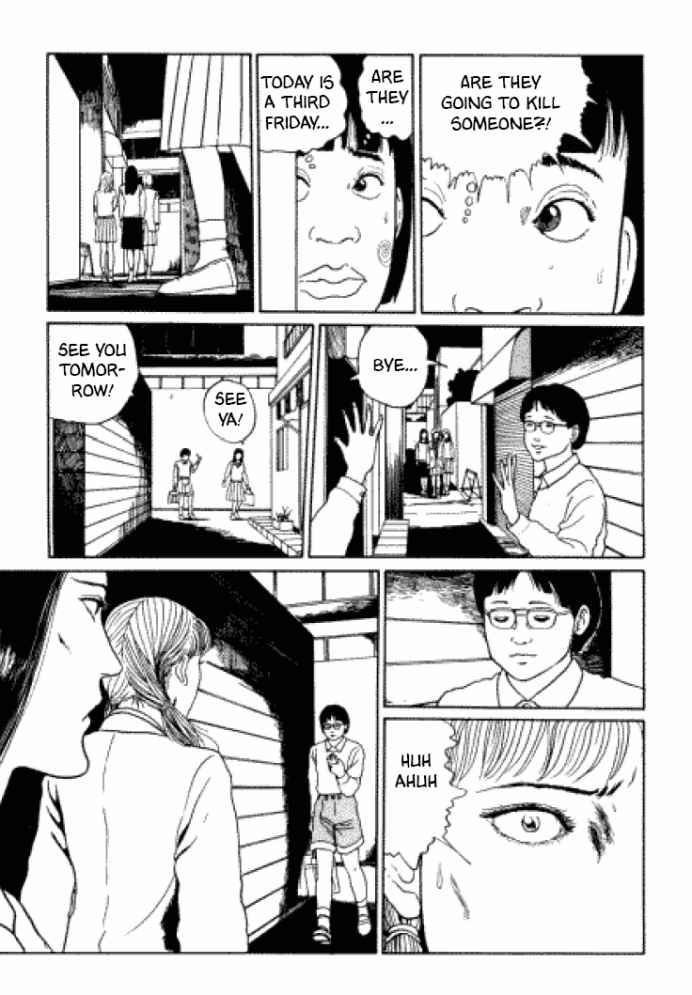 TODAY IS
A THIRD
FRIDAY...
ARE
THEY
...
ARE THEY
GOING TO KILL
SOMEONE?!
SEE YOU
TOMOR-
ROW!
SEE
YA!
BYE...
HUH
AHUH